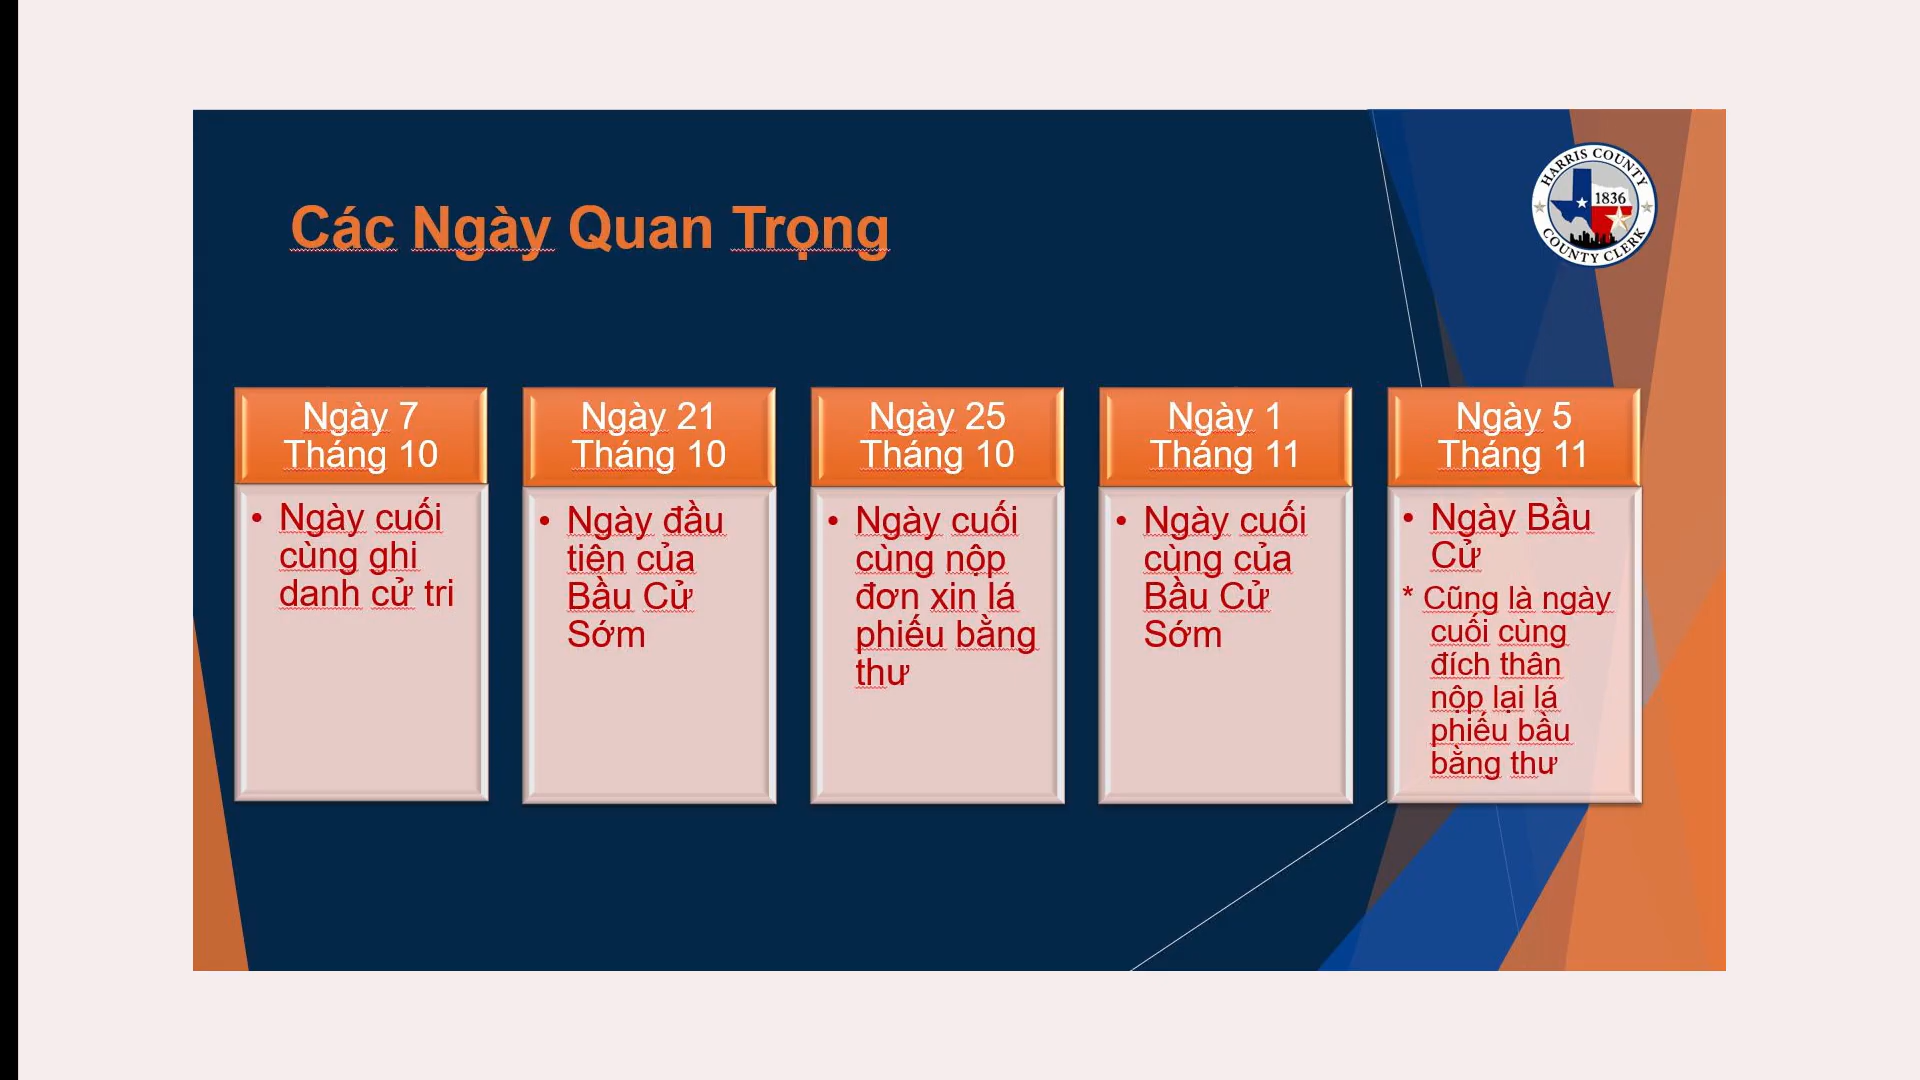 HARRIS COUNTY
1836
COUNTY CLERK
Các Ngày Quan Trọng
Ngày 7
Tháng 10
• Ngày cuối
cùng ghi
danh cử tri
Ngày 21
Tháng 10
• Ngày đầu
tiên của
Bầu Cử
Sớm
Ngày 25
Tháng 10
• Ngày cuối
cùng nộp
đơn xin lá
phiếu bằng
thư
Ngày 1
Tháng 11
• Ngày cuối
cùng của
Bầu Cử
Sớm
Ngày 5
Tháng 11
• Ngày Bầu
Cử
* Cũng là ngày
cuối cùng
đích thân
nộp lại lá
phiếu bầu
bằng thư